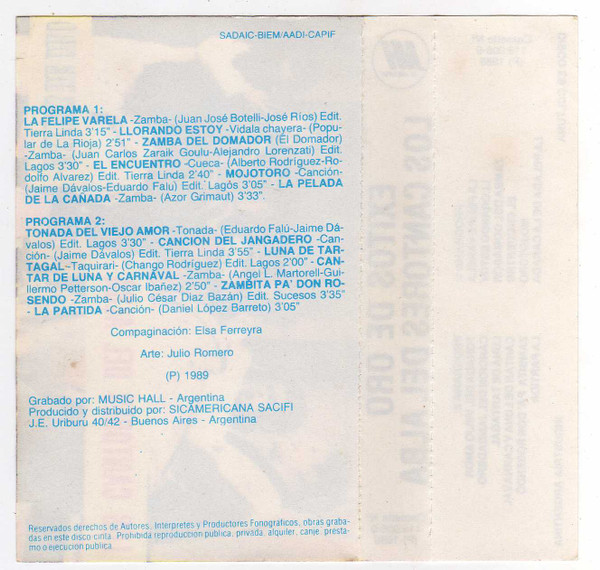 SADAIC-BIEM/AADI-CAPIF
PROGRAMA 1:
LA FELIPE VARELA -Zamba- (Juan José Botelli-José Ríos) Edit.
Tierra Linda 3'15" - LLORANDO ESTOY -Vidala chayera- (Popu-
lar de La Rioja) 2'51" - ZAMBA DEL DOMADOR (El Domador)
-Zamba- (Juan Carlos Zaraik Goulu-Alejandro Lorenzati) Edit.
Lagos 3'30" - EL ENCUENTRO -Cueca- (Alberto Rodríguez-Ro-
dolfo Alvarez) Edit. Tierra Linda 2'40" - MOJOTORO -Canción-
(Jaime Dávalos-Eduardo Falú) Edit. Lagos 3'05" - LA PELADA
DE LA CAÑADA -Zamba- (Azor Grimaut) 3'33".
PROGRAMA 2:
TONADA DEL VIEJO AMOR -Tonada- (Eduardo Falú-Jaime Dá-
valos) Edit. Lagos 3'30" - CANCION DEL JANGADERO -Can-
ción- (Jaime Dávalos) Edit. Tierra Linda 3'55" - LUNA DE TAR-
TAGAL-Taquirari- (Chango Rodríguez) Edit. Lagos 2'00" - CAN-
TAR DE LUNA Y CARNAVAL -Zamba- (Angel L. Martorell-Gui-
llermo Petterson-Oscar Ibañez) 2'50" - ZAMBITA PA' DON RO-
SENDO -Zamba- (Julio César Díaz Bazán) Edit. Sucesos 3'35"
- LA PARTIDA -Canción- (Daniel López Barreto) 3'05"
Compaginación: Elsa Ferreyra
Arte: Julio Romero
(P) 1989
Grabado por: MUSIC HALL - Argentina
Producido y distribuido por: SICAMERICANA SACIFI
J.E. Uriburu 40/42 - Buenos Aires - Argentina
Reservados derechos de Autores, Interpretes y Productores Fonográficos, obras graba-
das en este disco-cinta. Prohibida reproducción pública, privada, alquiler, canje, présta-
mo o ejecución pública.
LOS CANTORES DEL ALBA
EXITOS DE ORO